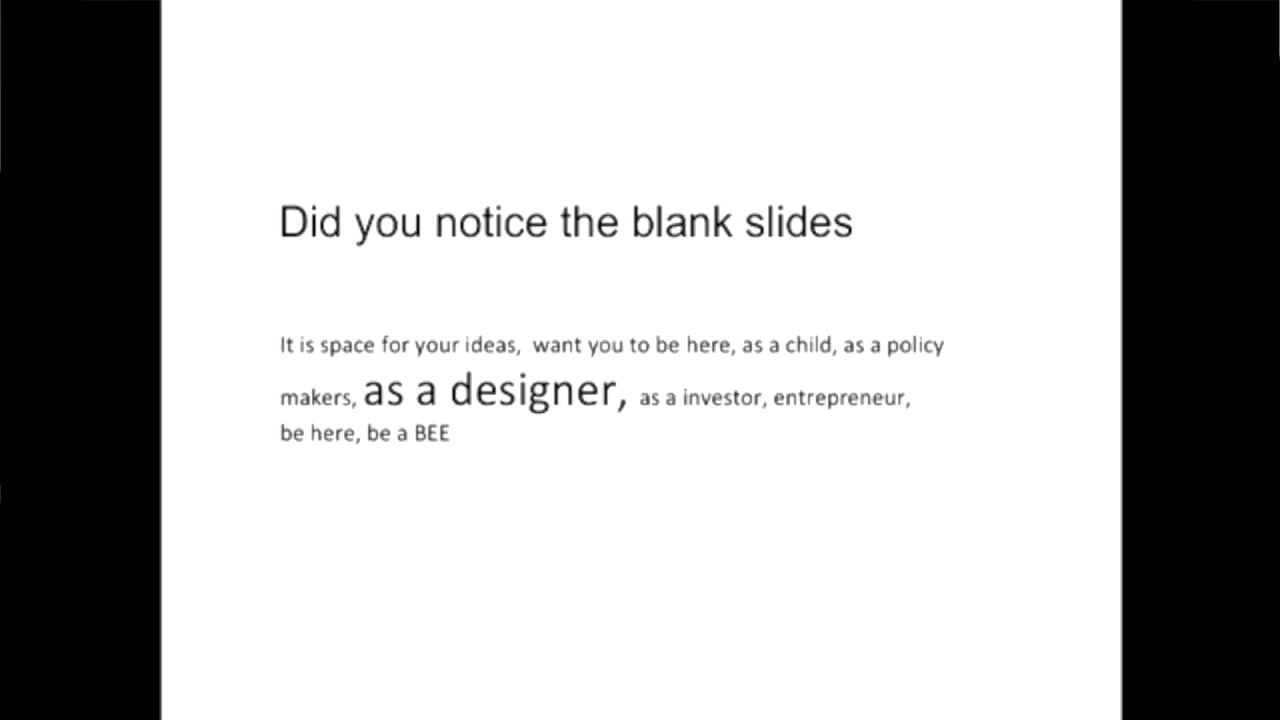 Did you notice the blank slides
It is space for your ideas,  want you to be here, as a child, as a policy
makers, as a designer, as a investor, entrepreneur,
be here, be a BEE